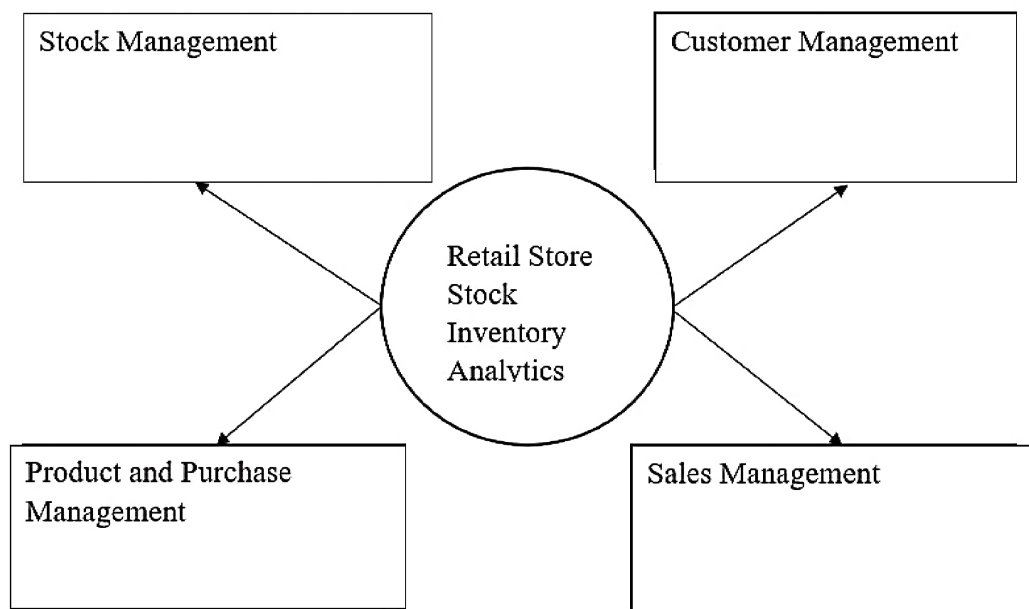 Stock Management
Customer Management
Retail Store
Stock
Inventory
Analytics
Product and Purchase
Management
Sales Management